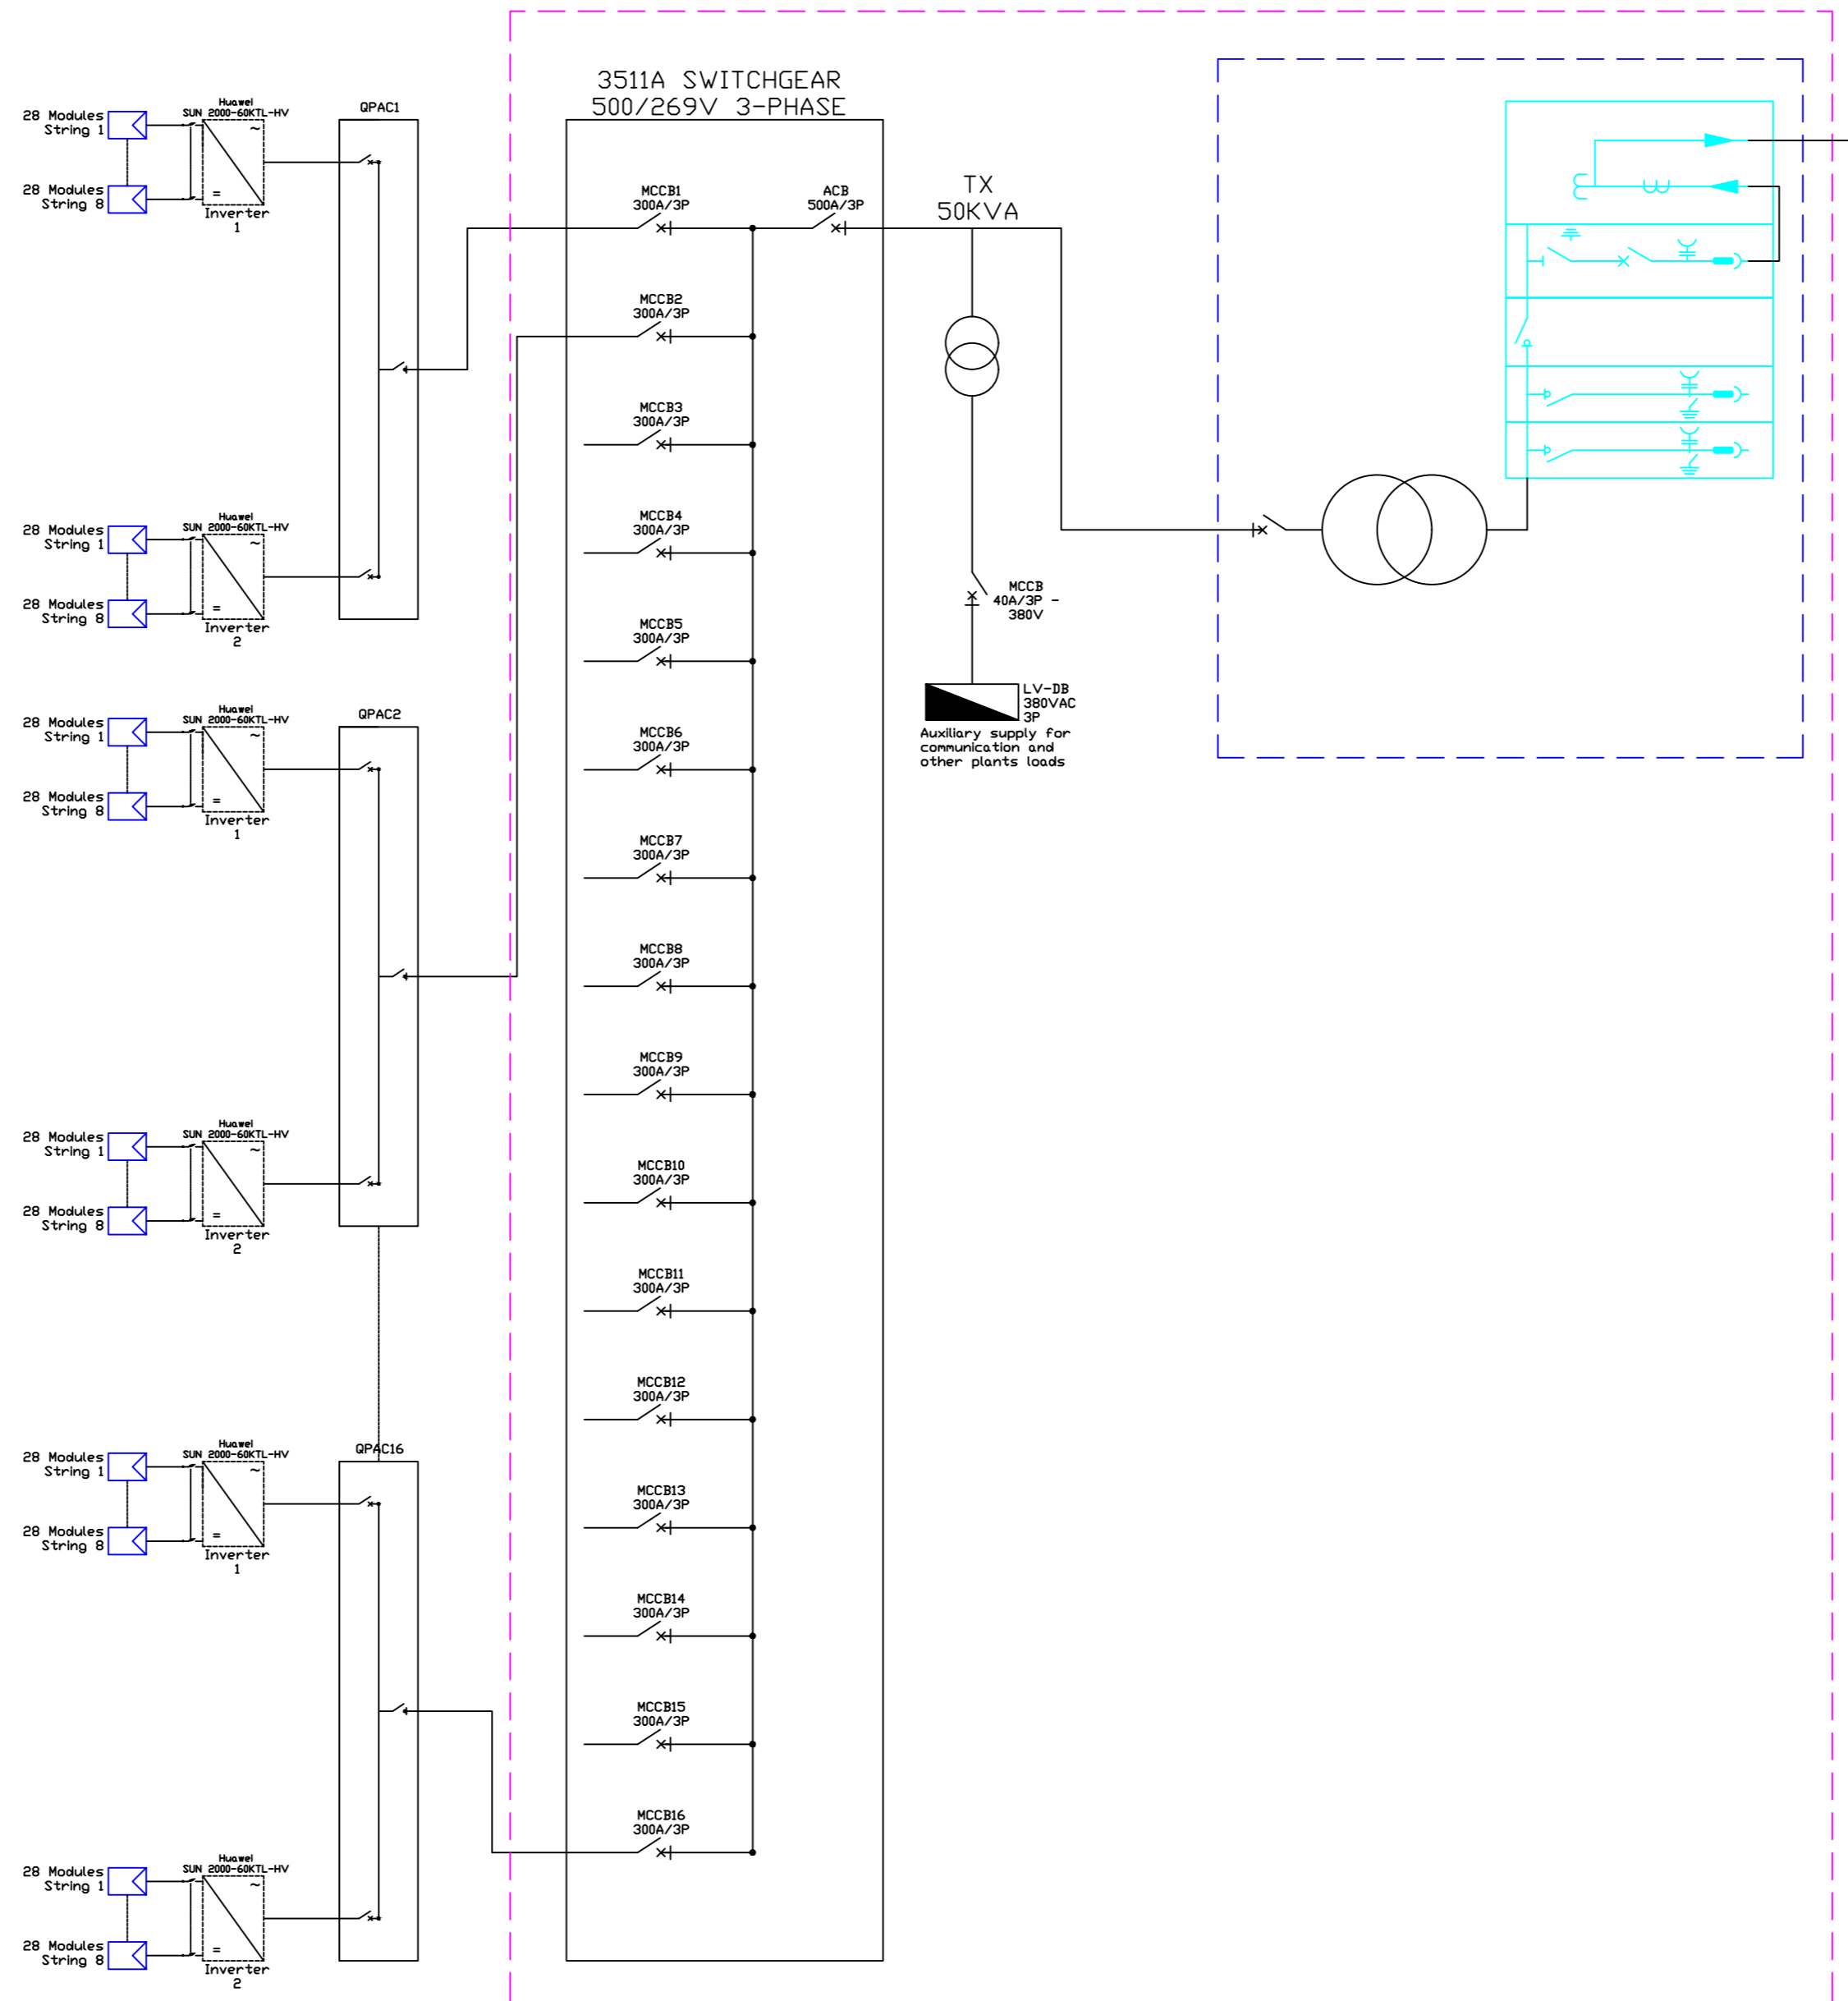 3511A SWITCHGEAR
500/269V 3-PHASE
28 Modules
String 1
28 Modules
String 8
Huawei
SUN 2000-60KTL-HV
~
=
Inverter
1
QPAC1
28 Modules
String 1
28 Modules
String 8
Huawei
SUN 2000-60KTL-HV
~
=
Inverter
2
28 Modules
String 1
28 Modules
String 8
Huawei
SUN 2000-60KTL-HV
~
=
Inverter
1
QPAC2
28 Modules
String 1
28 Modules
String 8
Huawei
SUN 2000-60KTL-HV
~
=
Inverter
2
28 Modules
String 1
28 Modules
String 8
Huawei
SUN 2000-60KTL-HV
~
=
Inverter
1
QPAC16
28 Modules
String 1
28 Modules
String 8
Huawei
SUN 2000-60KTL-HV
~
=
Inverter
2
MCCB1
300A/3P
MCCB2
300A/3P
MCCB3
300A/3P
MCCB4
300A/3P
MCCB5
300A/3P
MCCB6
300A/3P
MCCB7
300A/3P
MCCB8
300A/3P
MCCB9
300A/3P
MCCB10
300A/3P
MCCB11
300A/3P
MCCB12
300A/3P
MCCB13
300A/3P
MCCB14
300A/3P
MCCB15
300A/3P
MCCB16
300A/3P
ACB
500A/3P
TX
50KVA
MCCB
40A/3P -
380V
LV-DB
380VAC
3P
Auxiliary supply for
communication and
other plants loads